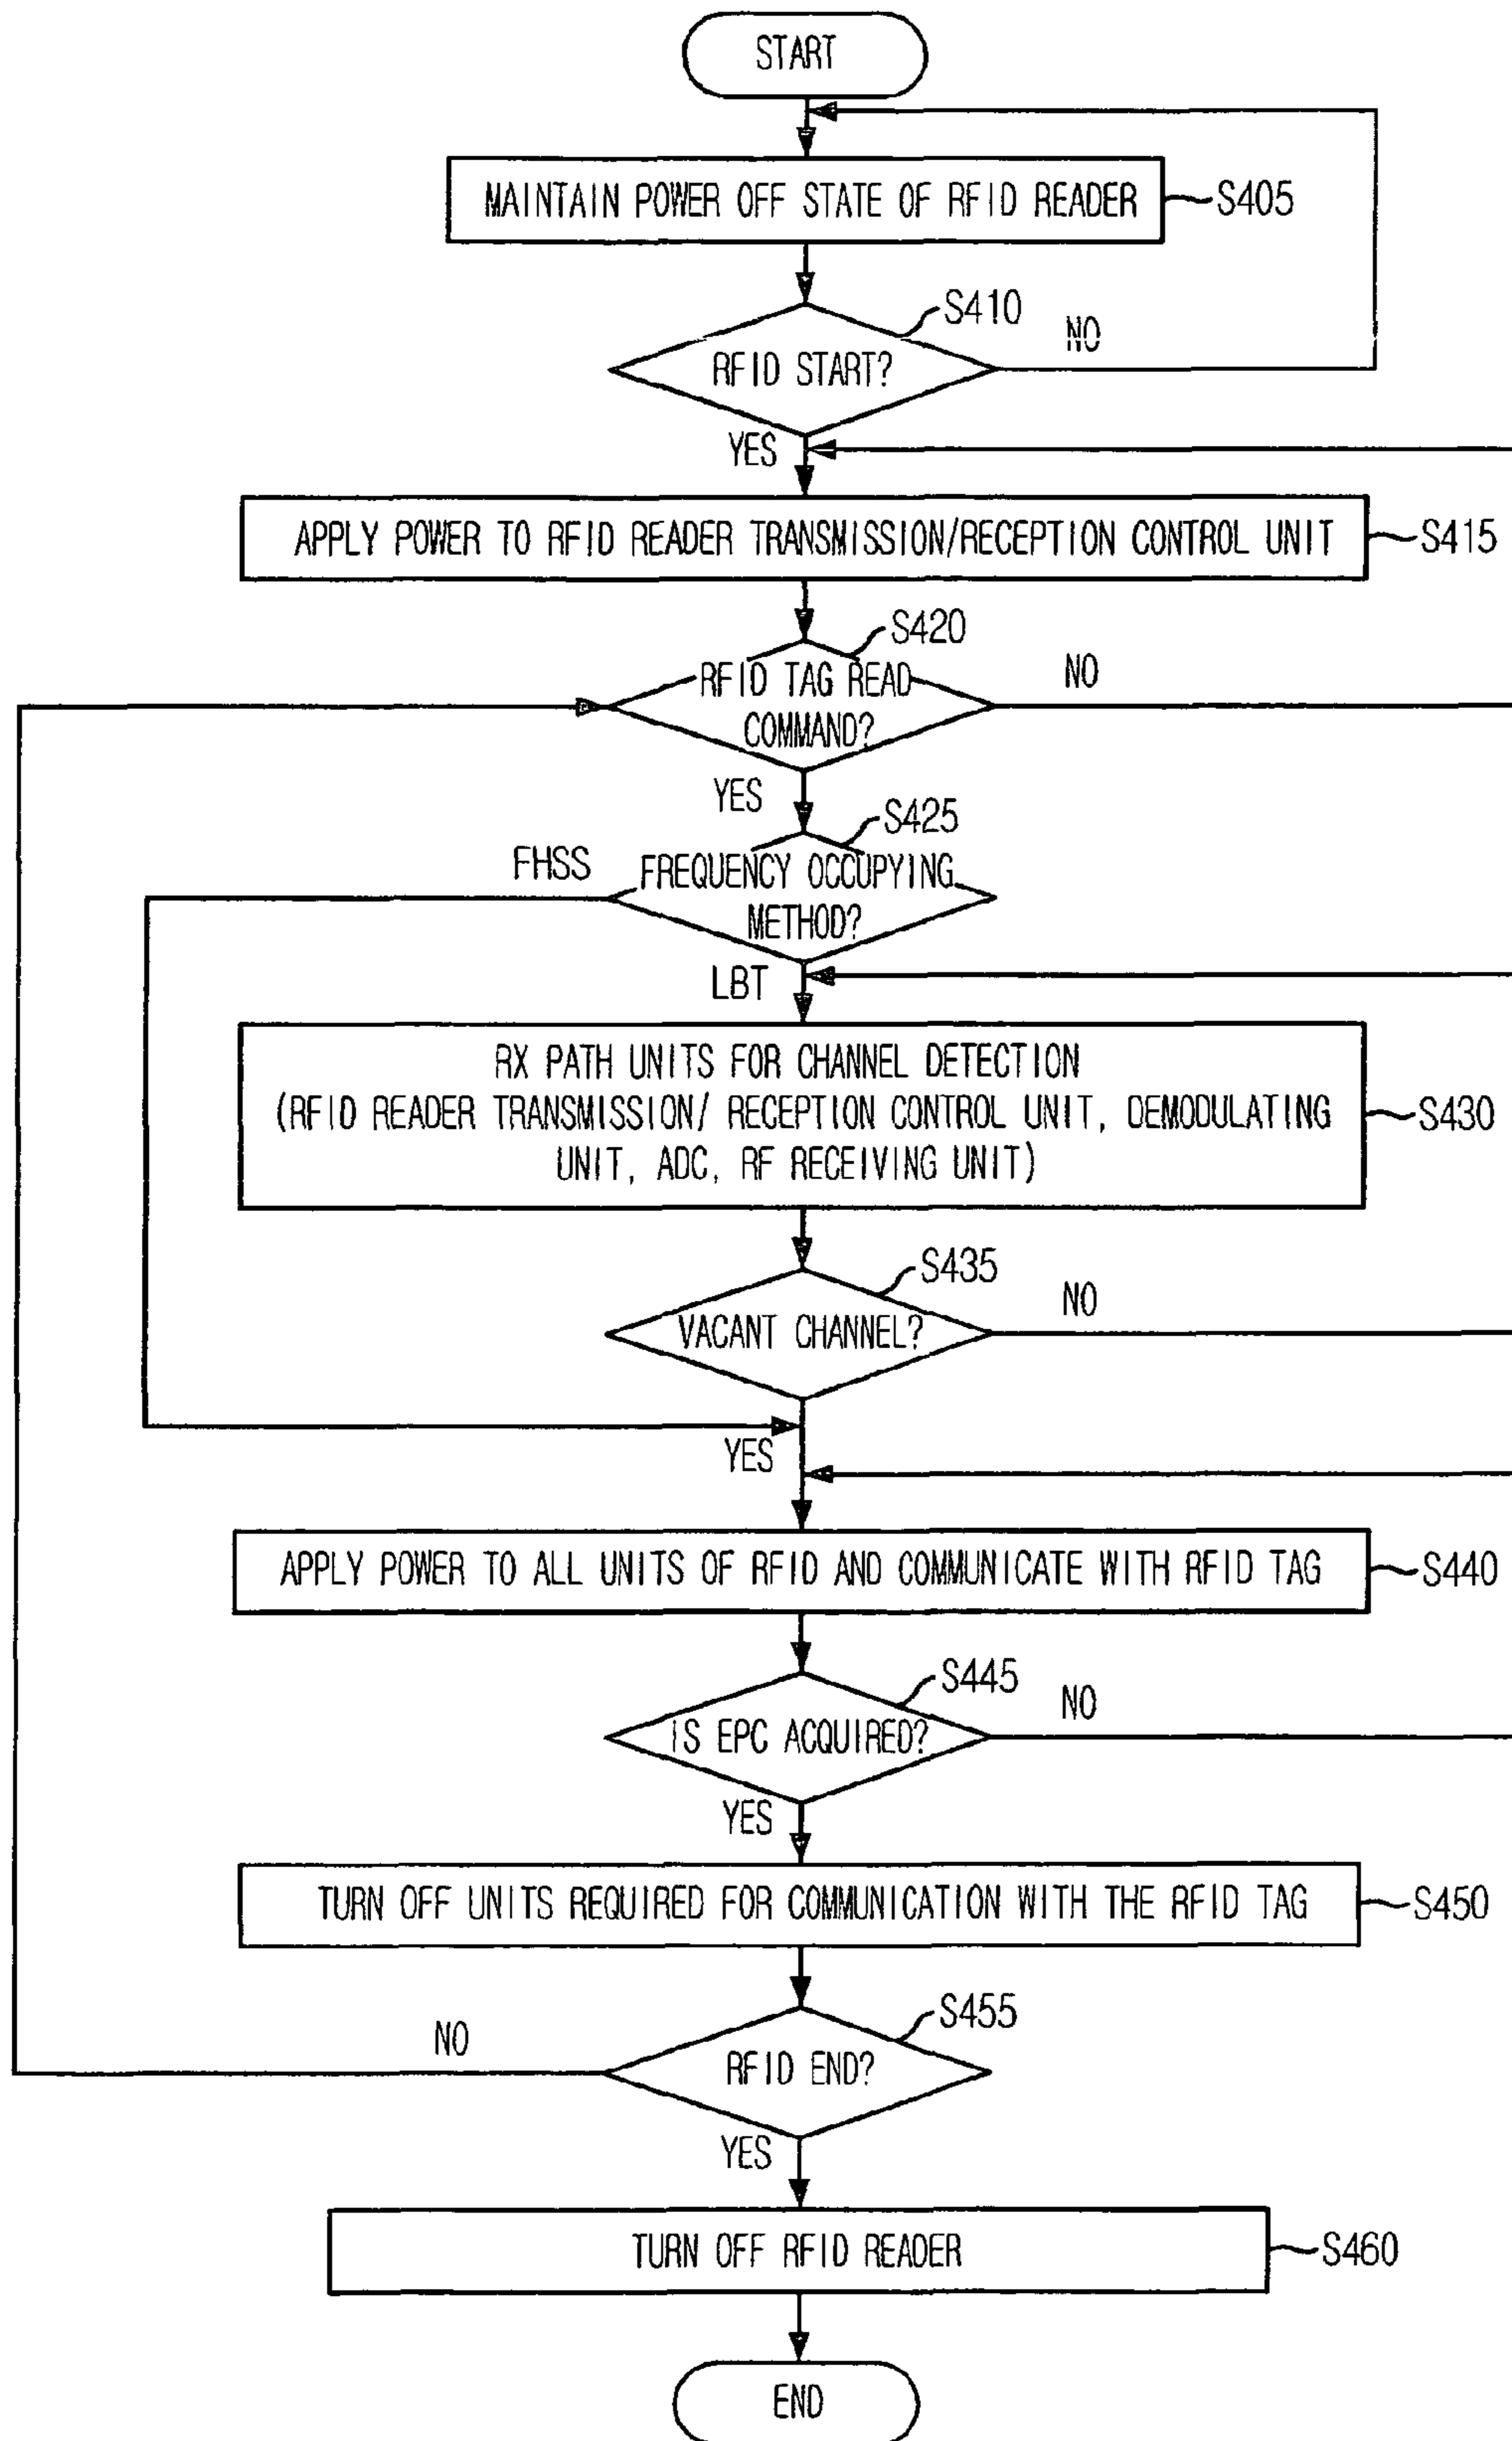 START
MAINTAIN POWER OFF STATE OF RFID READER
S405
S410
RFID START?
NO
YES
APPLY POWER TO RFID READER TRANSMISSION/RECEPTION CONTROL UNIT
S415
S420
RFID TAG READ
COMMAND?
NO
YES
S425
FHSS
FREQUENCY OCCUPYING
METHOD?
LBT
RX PATH UNITS FOR CHANNEL DETECTION
(RFID READER TRANSMISSION/ RECEPTION CONTROL UNIT, DEMODULATING
UNIT, ADC, RF RECEIVING UNIT)
S430
S435
VACANT CHANNEL?
NO
YES
APPLY POWER TO ALL UNITS OF RFID AND COMMUNICATE WITH RFID TAG
S440
S445
IS EPC ACQUIRED?
NO
YES
TURN OFF UNITS REQUIRED FOR COMMUNICATION WITH THE RFID TAG
S450
S455
NO
RFID END?
YES
TURN OFF RFID READER
S460
END